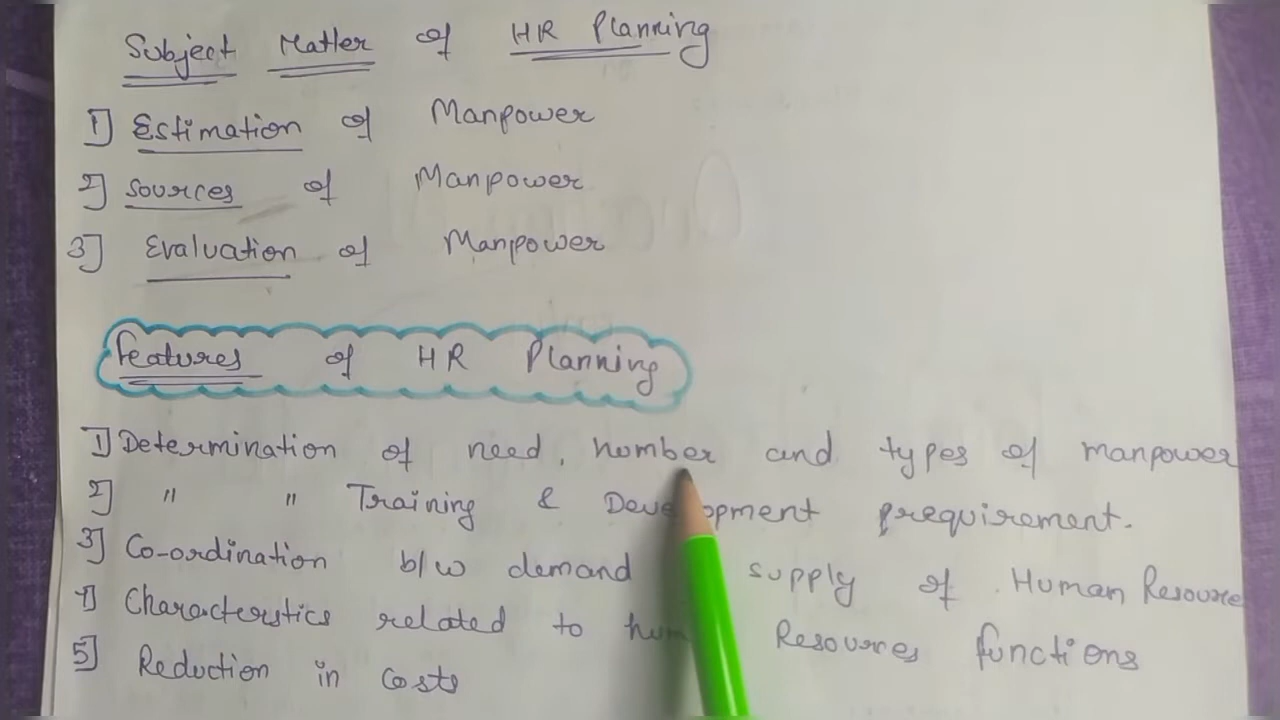 Subject Matter of HR Planning
1] Estimation of Manpower
2] Sources of Manpower
3] Evaluation of Manpower
Features of HR Planning
1] Determination of need, number and types of manpower
2] " " Training & Development prequirement.
3] Co-ordination b/w demand supply of Human Resource
4] Characterstics related to Resources functions
5] Reduction in costs